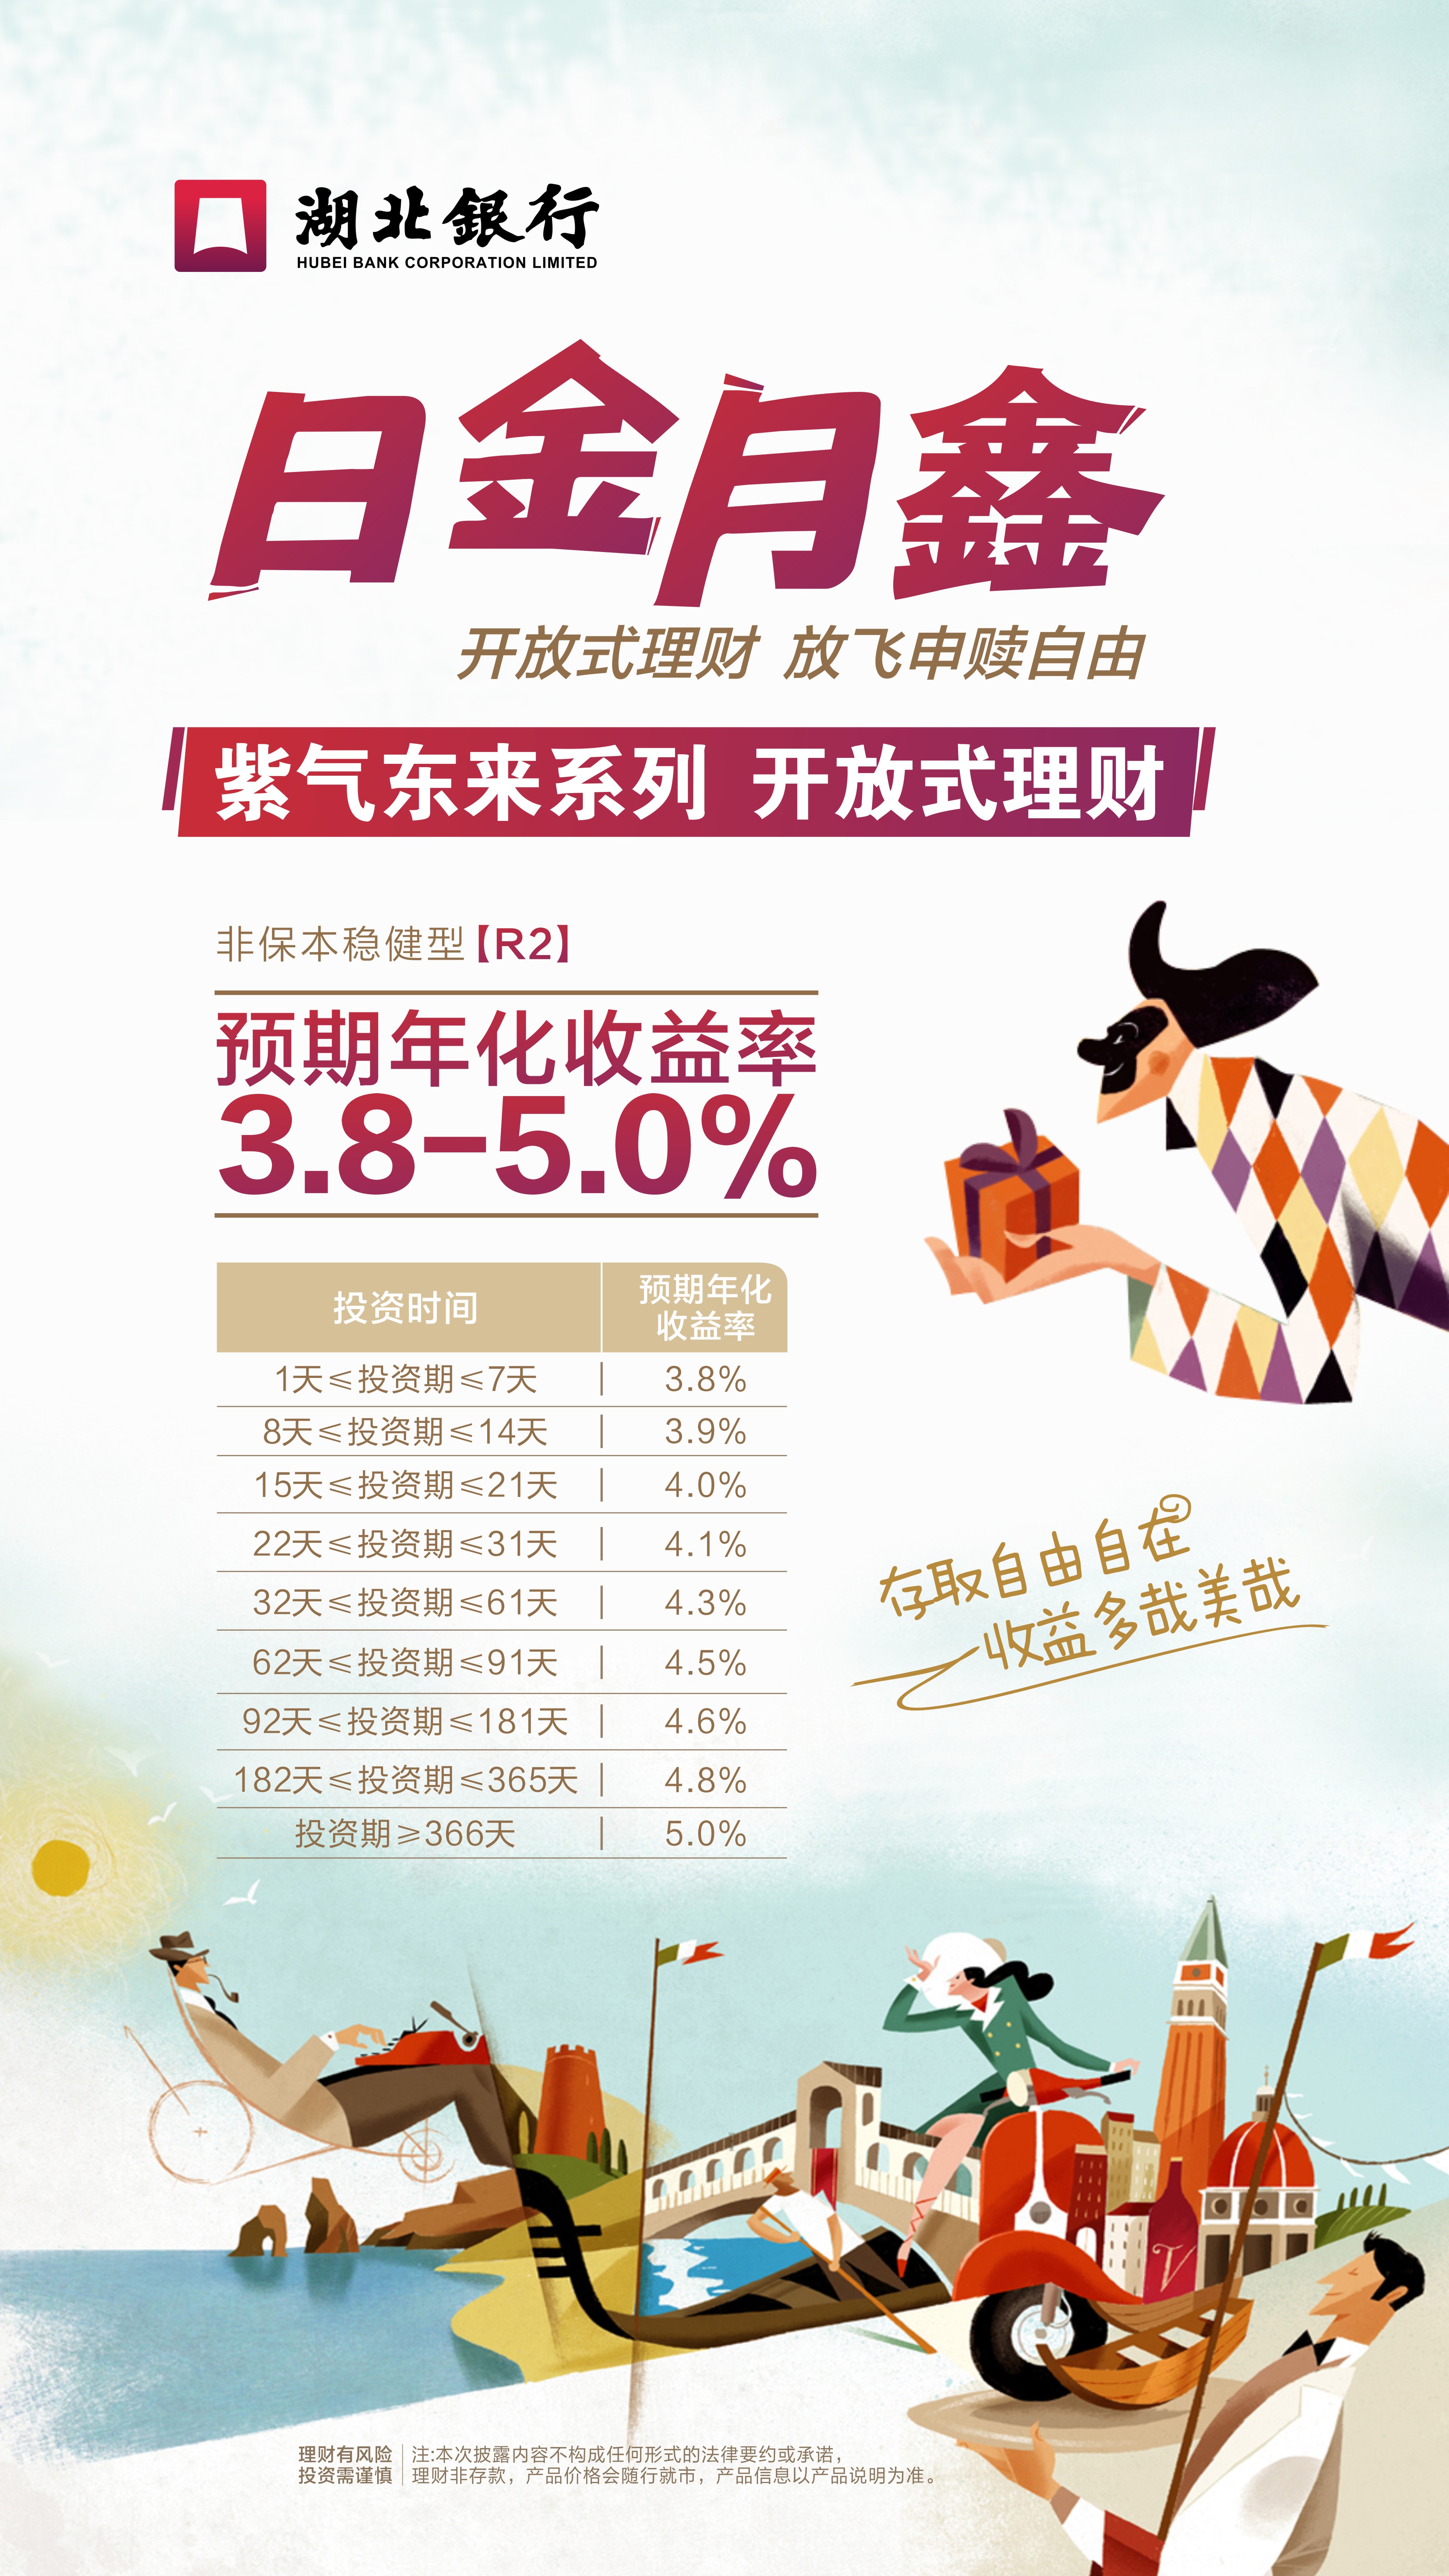 湖北銀行
HUBEI BANK CORPORATION LIMITED
日金月鑫
开放式理财 放飞申赎自由
紫气东来系列 开放式理财
非保本稳健型【R2】
预期年化收益率
3.8-5.0%
投资时间 预期年化收益率
1天≤投资期≤7天 3.8%
8天≤投资期≤14天 3.9%
15天≤投资期≤21天 4.0%
22天≤投资期≤31天 4.1%
32天≤投资期≤61天 4.3%
62天≤投资期≤91天 4.5%
92天≤投资期≤181天 4.6%
182天≤投资期≤365天 4.8%
投资期≥366天 5.0%
存取自由自在
收益多哉美哉
V
理财有风险
投资需谨慎
注:本次披露内容不构成任何形式的法律要约或承诺，
理财非存款，产品价格会随行就市，产品信息以产品说明为准。